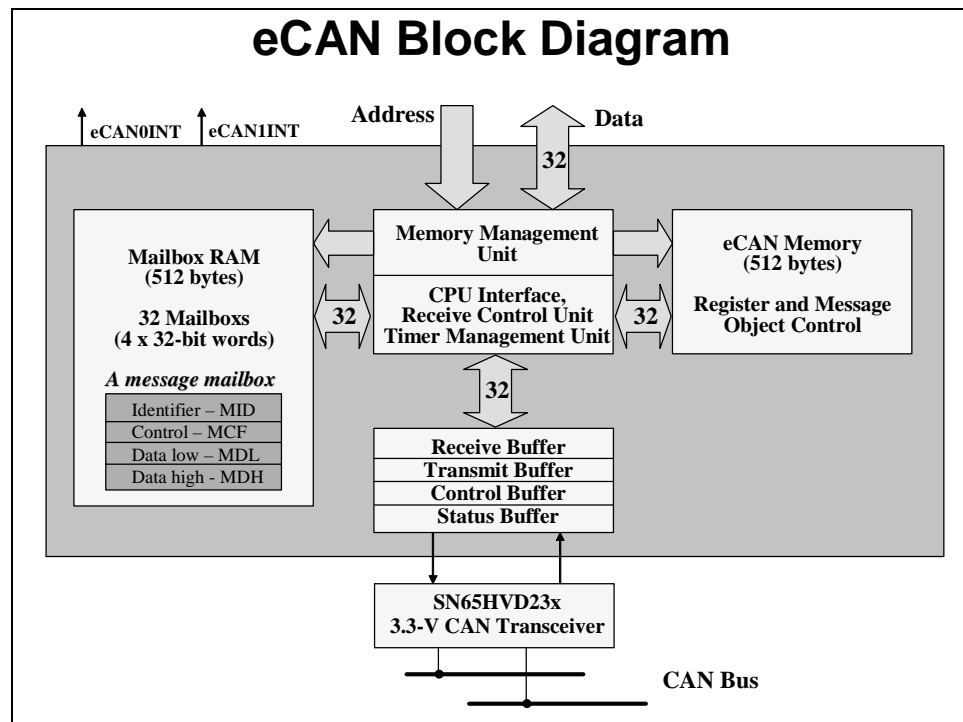 eCAN Block Diagram
eCAN0INT
eCAN1INT
Address
Data
32
Mailbox RAM
(512 bytes)
32 Mailboxs
(4 x 32-bit words)
A message mailbox
Identifier – MID
Control – MCF
Data low – MDL
Data high - MDH
32
Memory Management
Unit
CPU Interface,
Receive Control Unit
Timer Management Unit
32
eCAN Memory
(512 bytes)
Register and Message
Object Control
32
Receive Buffer
Transmit Buffer
Control Buffer
Status Buffer
SN65HVD23x
3.3-V CAN Transceiver
CAN Bus